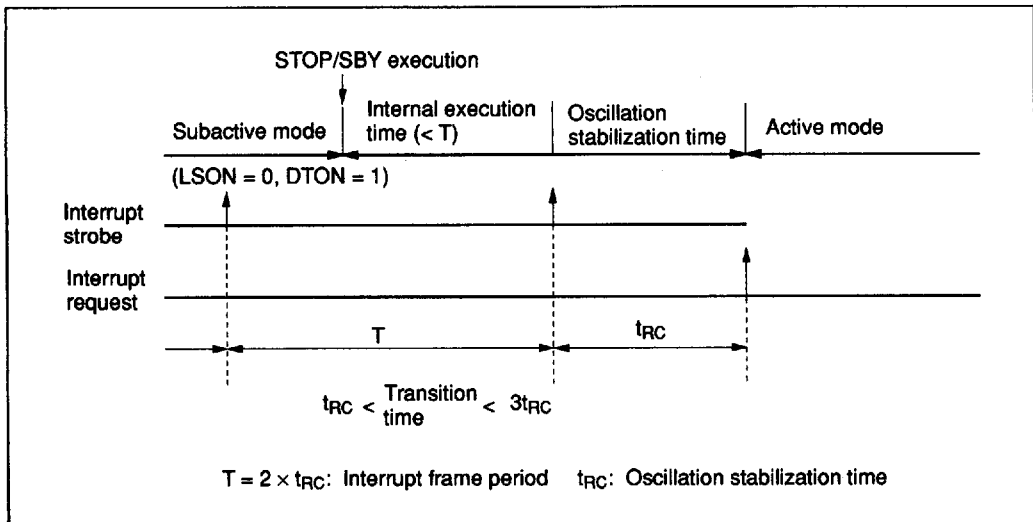 STOP/SBY execution
Subactive mode
Internal execution
time (< T)
Oscillation
stabilization time
Active mode
(LSON = 0, DTON = 1)
Interrupt
strobe
Interrupt
request
T
tRC
tRC < Transition time < 3tRC
T = 2 × tRC: Interrupt frame period tRC: Oscillation stabilization time